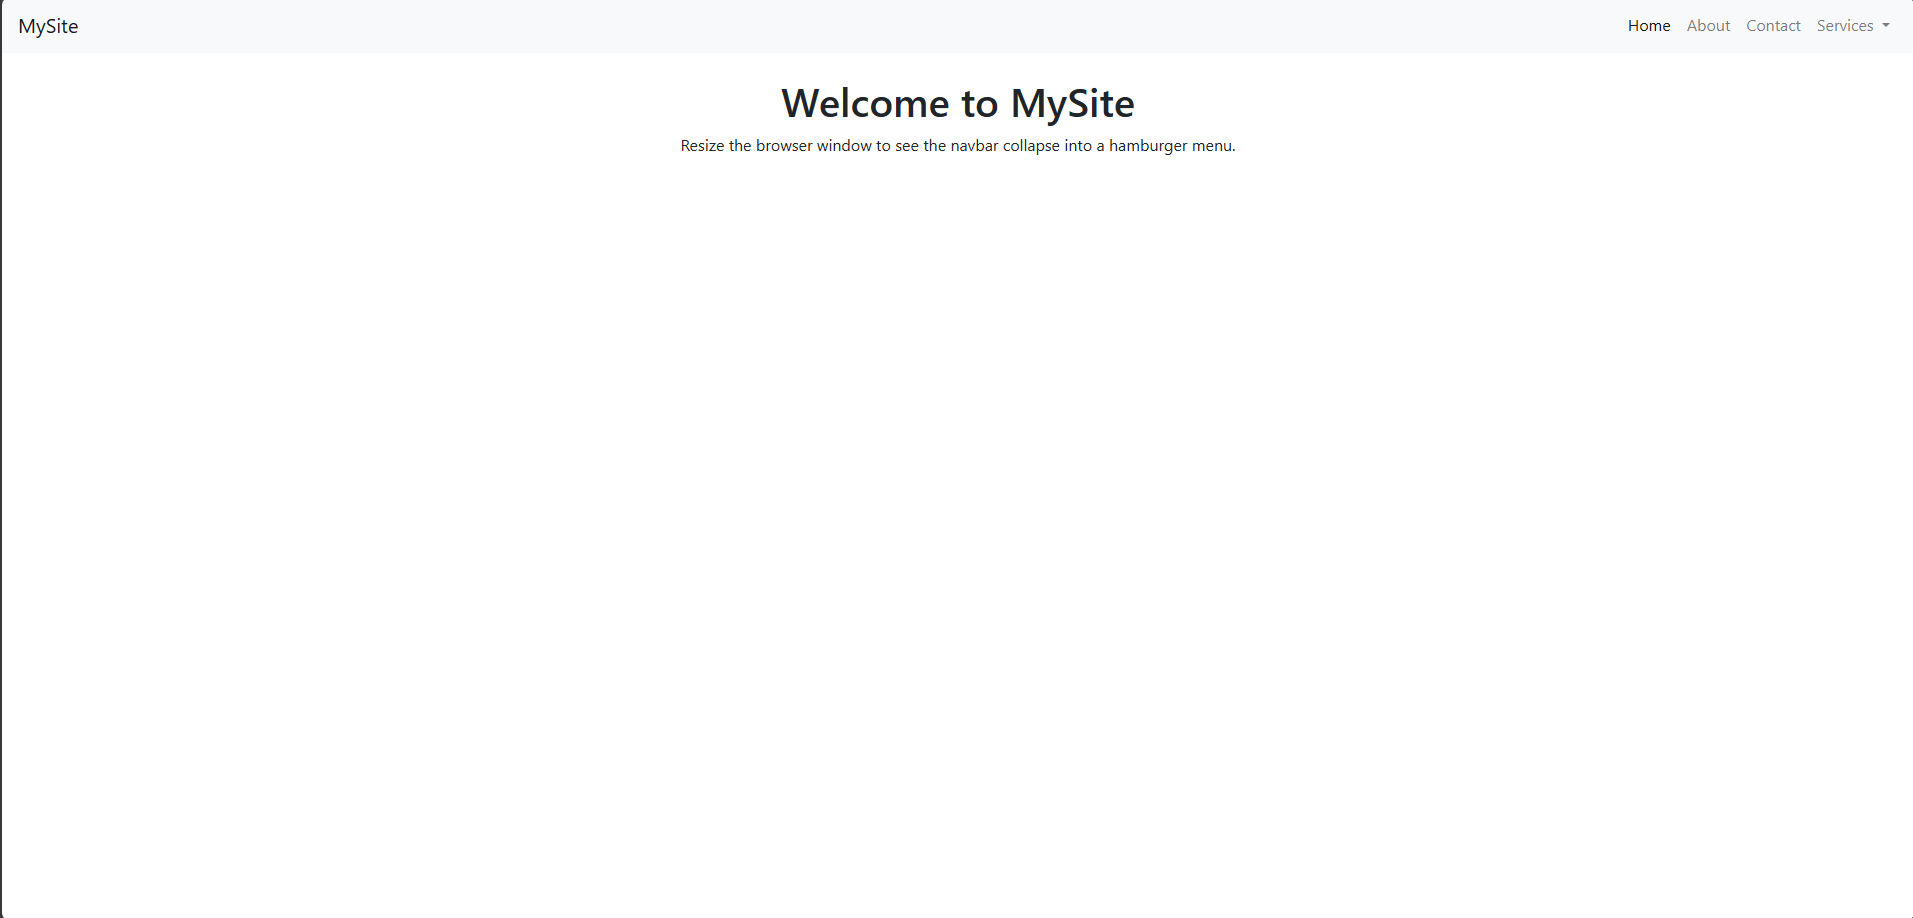 MySite Home About Contact Services
Welcome to MySite
Resize the browser window to see the navbar collapse into a hamburger menu.